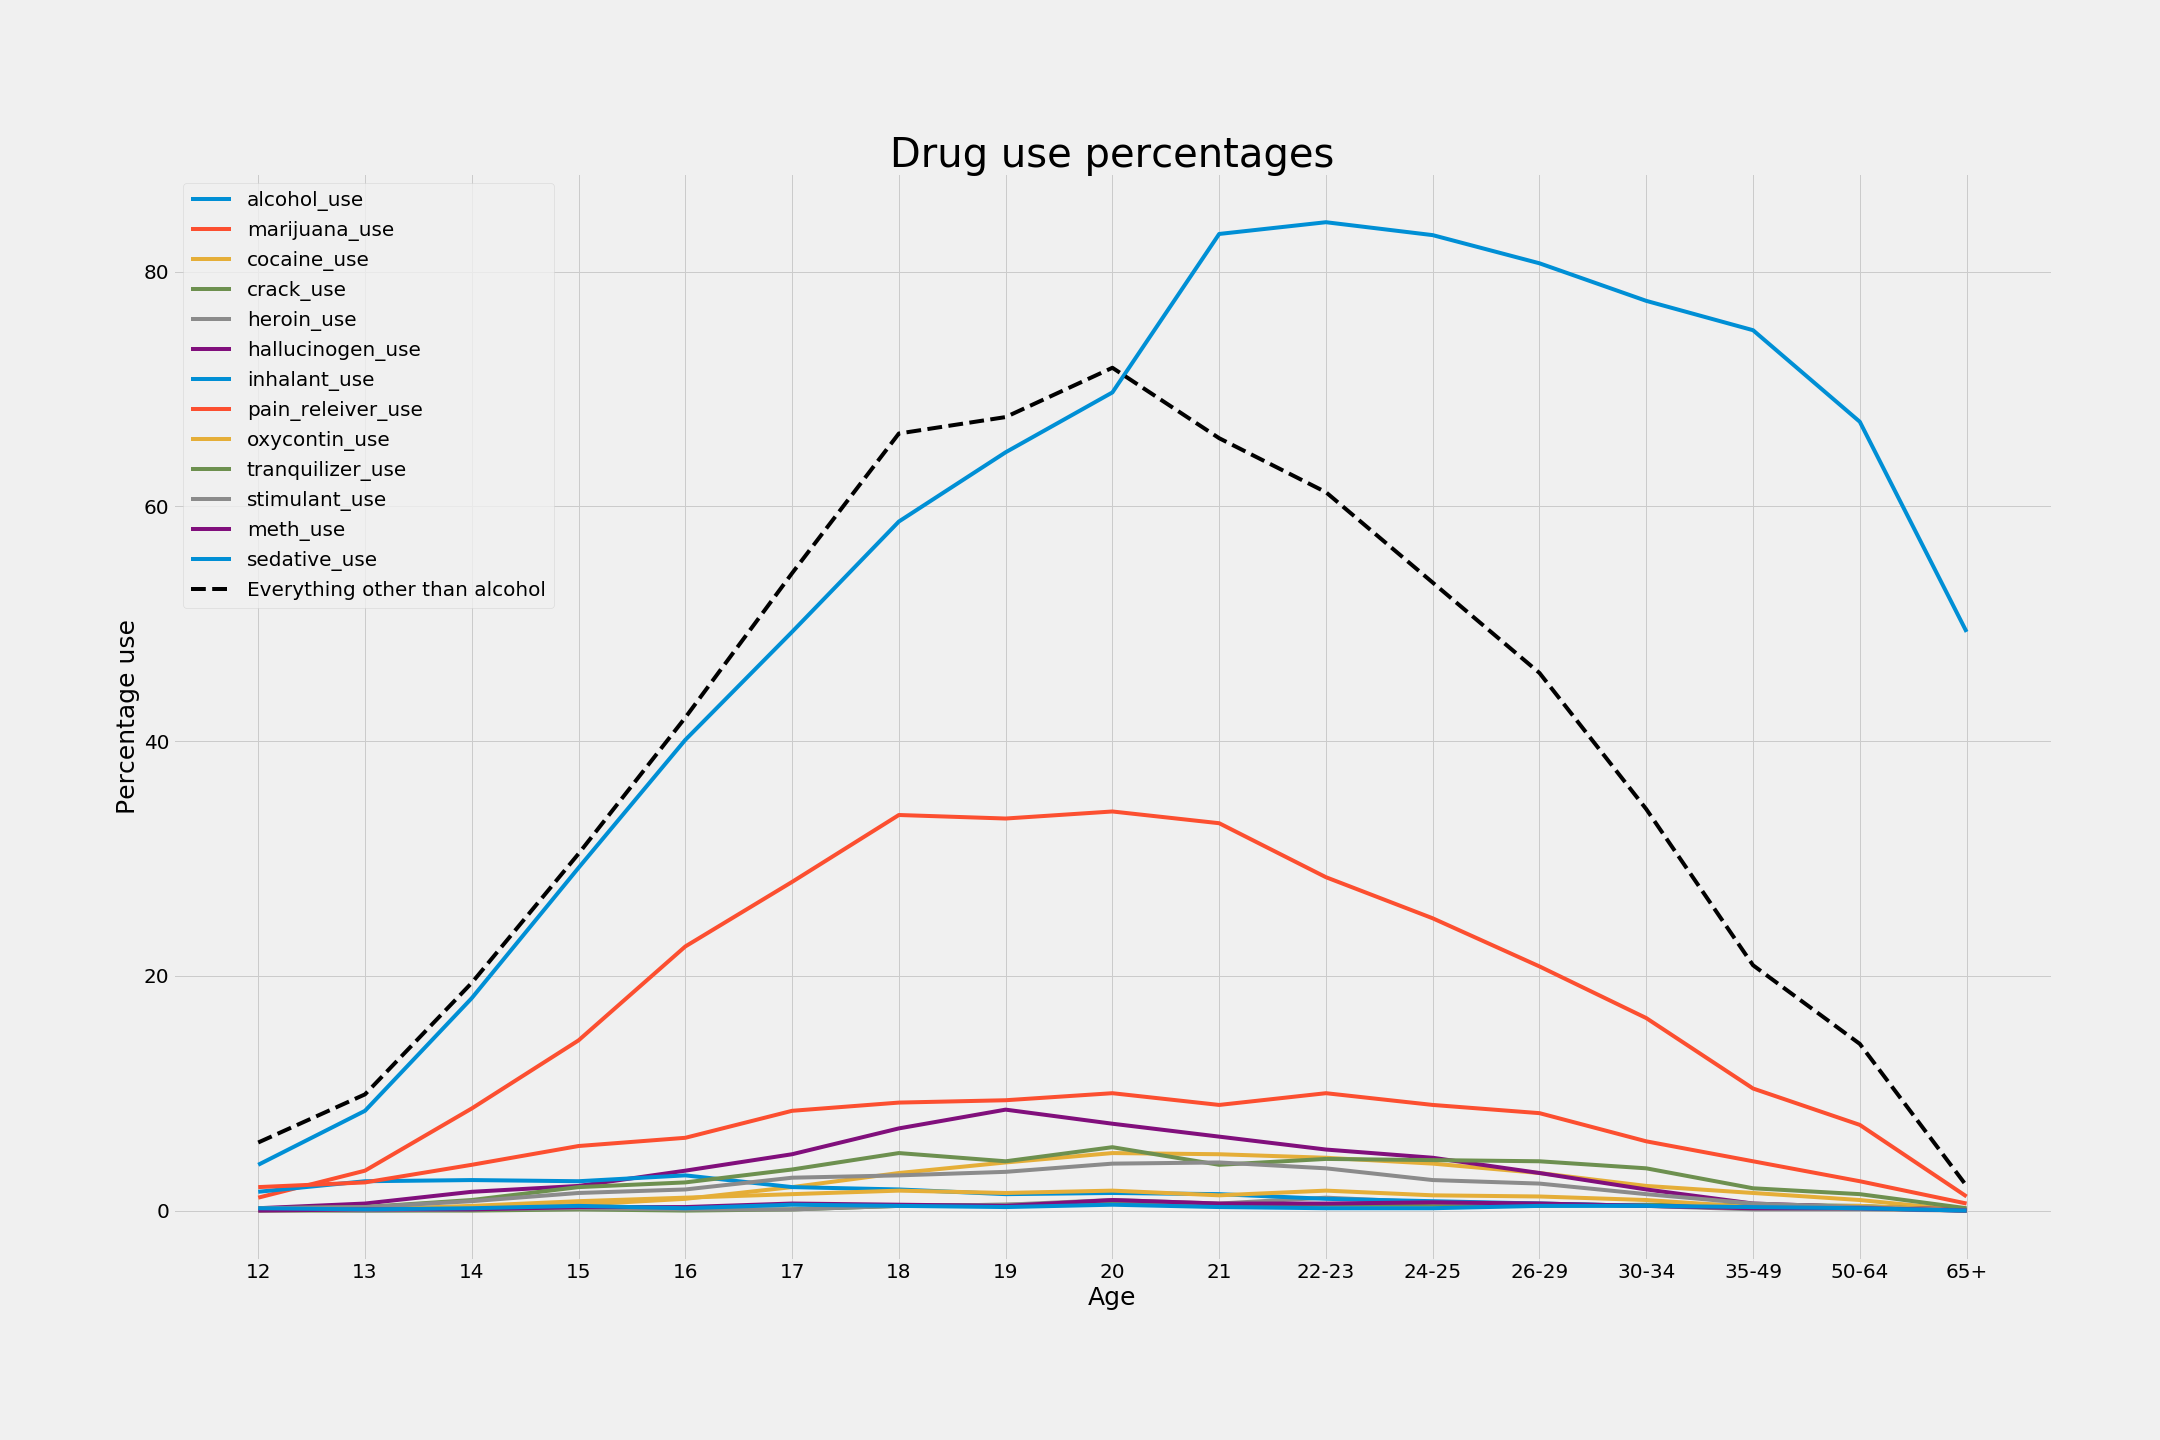 Drug use percentages
alcohol_use
marijuana_use
cocaine_use
crack_use
heroin_use
hallucinogen_use
inhalant_use
pain_releiver_use
oxycontin_use
tranquilizer_use
stimulant_use
meth_use
sedative_use
Everything other than alcohol
80
60
40
20
0
Percentage use
12 13 14 15 16 17 18 19 20 21 22-23 24-25 26-29 30-34 35-49 50-64 65+
Age